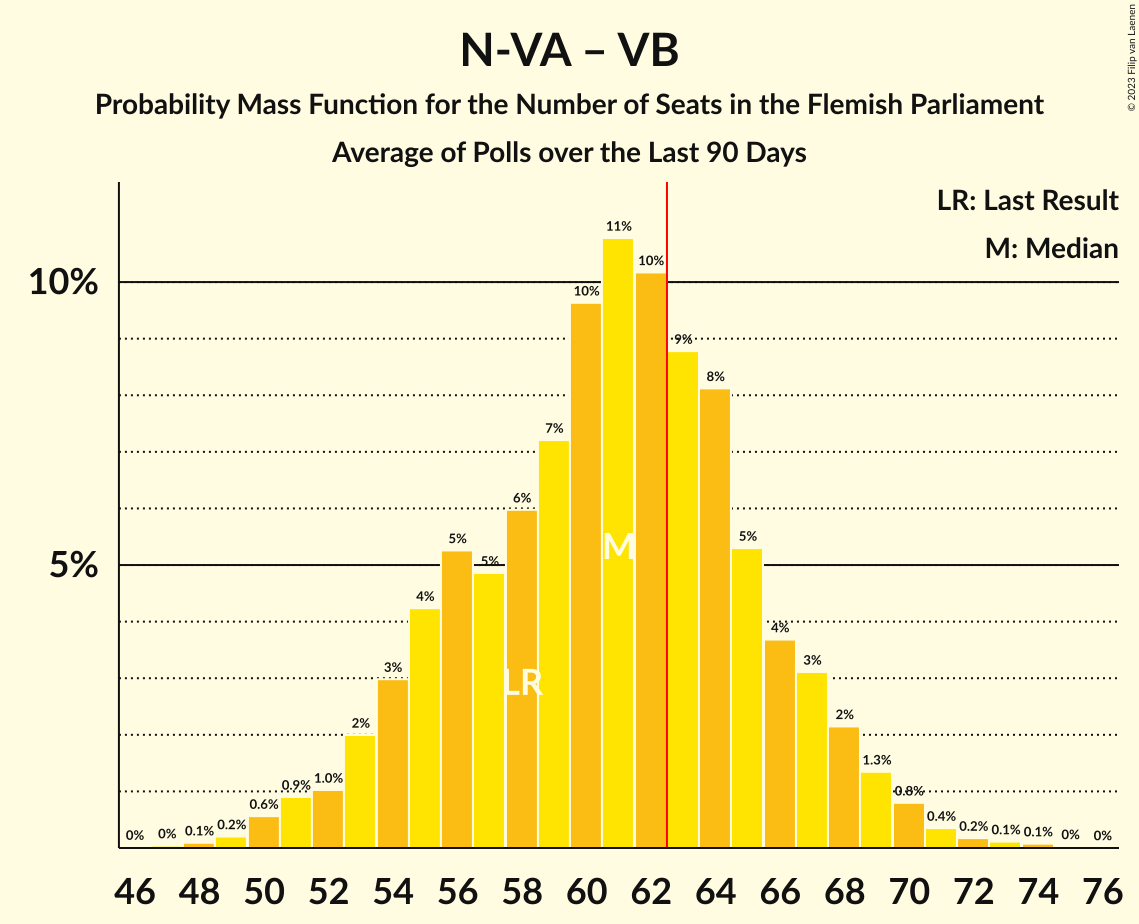 N-VA – VB
Probability Mass Function for the Number of Seats in the Flemish Parliament
Average of Polls over the Last 90 Days
© 2023 Filip van Laenen
LR: Last Result
M: Median
10%
5%
0% 0% 0.1% 0.2% 0.6% 0.9% 1.0% 2% 3% 4% 5% 5% 6% 7% 10% 11% 10% 9% 8% 5% 4% 3% 2% 1.3% 0.8% 0.4% 0.2% 0.1% 0.1% 0% 0%
M
LR
46 48 50 52 54 56 58 60 62 64 66 68 70 72 74 76